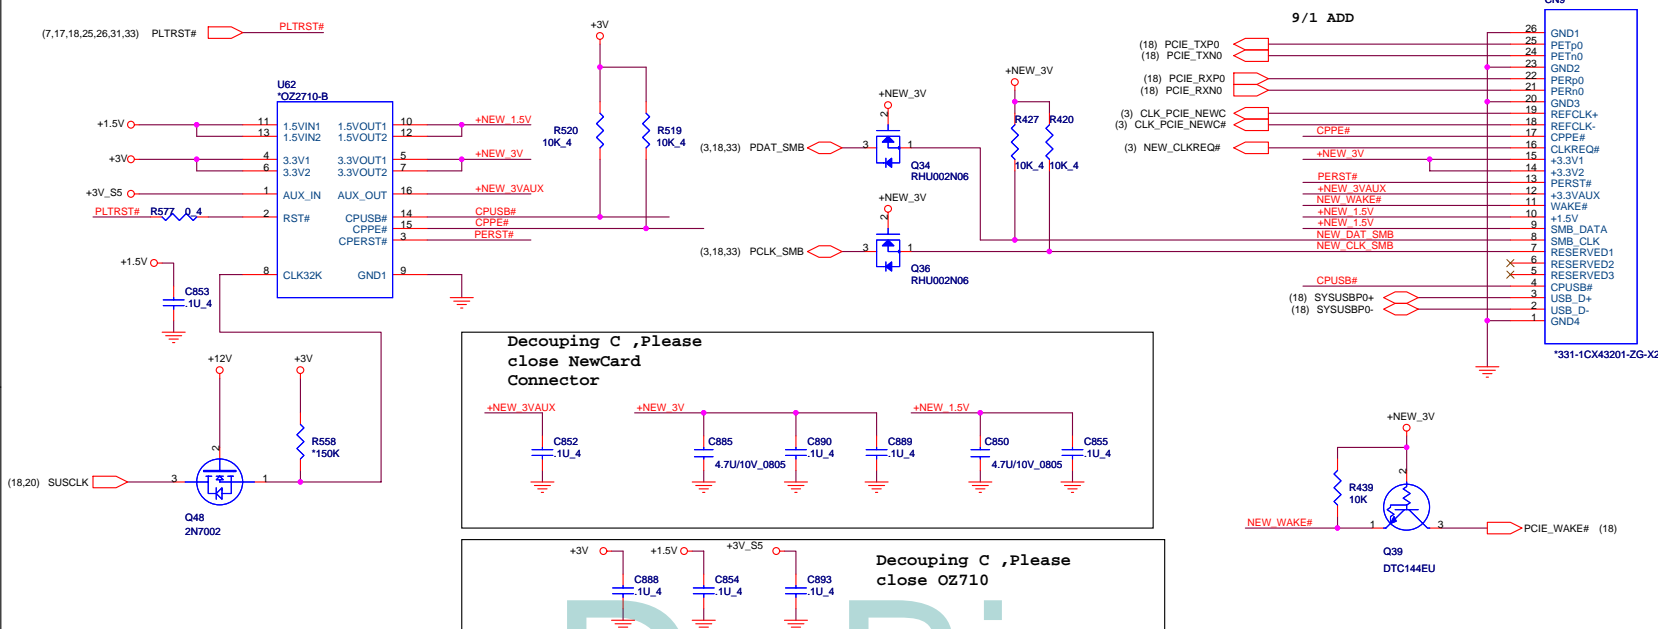 CN9
9/1 ADD
(7,17,18,25,26,31,33) PLTRST#
PLTRST#
U62
*OZ2710-B
+1.5V
11 1.5VIN1
13 1.5VIN2
1.5VOUT1 10
1.5VOUT2 12
+NEW_1.5V
+3V
4 3.3V1
6 3.3V2
3.3VOUT1 5
3.3VOUT2 7
+NEW_3V
+3V_S5
1 AUX_IN
AUX_OUT 16
+NEW_3VAUX
PLTRST# R577 0_4
2 RST#
CPUSB# 14 CPUSB#
CPPE# 15 CPPE#
CPERST# 3 PERST#
8 CLK32K
GND1 9
+1.5V
C853
.1U_4
+3V
R520
10K_4
R519
10K_4
+12V
+3V
2
R558
*150K
(18,20) SUSCLK
3
1
Q48
2N7002
+NEW_3V
2
(3,18,33) PDAT_SMB
3
1
Q34
RHU002N06
+NEW_3V
2
(3,18,33) PCLK_SMB
3
1
Q36
RHU002N06
+NEW_3V
R427
10K_4
R420
10K_4
(18) PCIE_TXP0
(18) PCIE_TXN0
(18) PCIE_RXP0
(18) PCIE_RXN0
(3) CLK_PCIE_NEWC
(3) CLK_PCIE_NEWC#
CPPE#
(3) NEW_CLKREQ#
+NEW_3V
PERST#
+NEW_3VAUX
NEW_WAKE#
+NEW_1.5V
+NEW_1.5V
NEW_DAT_SMB
NEW_CLK_SMB
CPUSB#
(18) SYSUSBP0+
(18) SYSUSBP0-
26 GND1
25 PETp0
24 PETn0
23 GND2
22 PERp0
21 PERn0
20 GND3
19 REFCLK+
18 REFCLK-
17 CPPE#
16 CLKREQ#
15 +3.3V1
14 +3.3V2
13 PERST#
12 +3.3VAUX
11 WAKE#
10 +1.5V
9 SMB_DATA
8 SMB_CLK
7 RESERVED1
6 RESERVED2
5 RESERVED3
4 CPUSB#
3 USB_D+
2 USB_D-
1 GND4
*331-1CX43201-ZG-X2
Decouping C ,Please
close NewCard
Connector
+NEW_3VAUX
C852
.1U_4
+NEW_3V
C885
4.7U/10V_0805
C890
.1U_4
C889
.1U_4
+NEW_1.5V
C850
4.7U/10V_0805
C855
.1U_4
+3V
C888
.1U_4
+1.5V
C854
.1U_4
+3V_S5
C893
.1U_4
Decouping C ,Please
close OZ710
+NEW_3V
2
R439
10K
NEW_WAKE#
1
3
PCIE_WAKE# (18)
Q39
DTC144EU